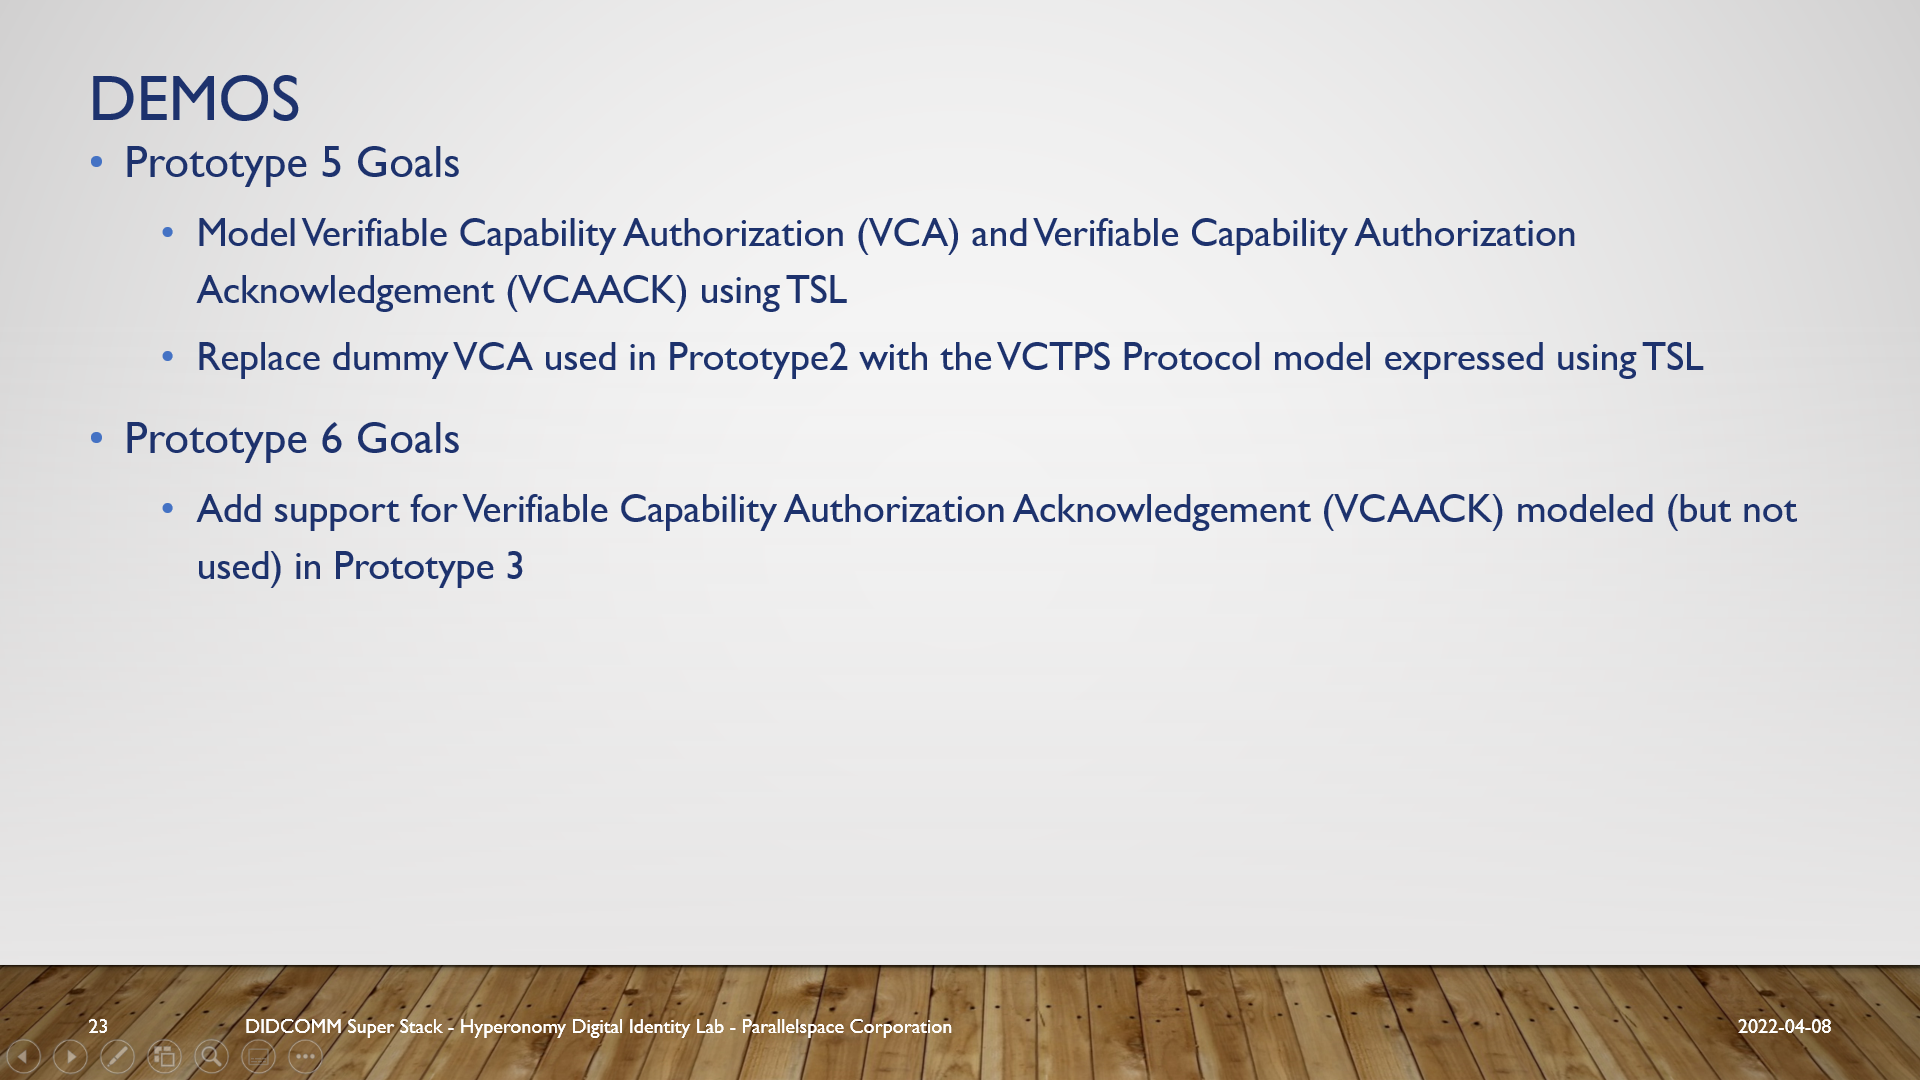 DEMOS
• Prototype 5 Goals
• Model Verifiable Capability Authorization (VCA) and Verifiable Capability Authorization
Acknowledgement (VCAACK) using TSL
• Replace dummy VCA used in Prototype2 with the VCTPS Protocol model expressed using TSL
• Prototype 6 Goals
• Add support for Verifiable Capability Authorization Acknowledgement (VCAACK) modeled (but not
used) in Prototype 3
23 DIDCOMM Super Stack - Hyperonomy Digital Identity Lab - Parallelspace Corporation 2022-04-08